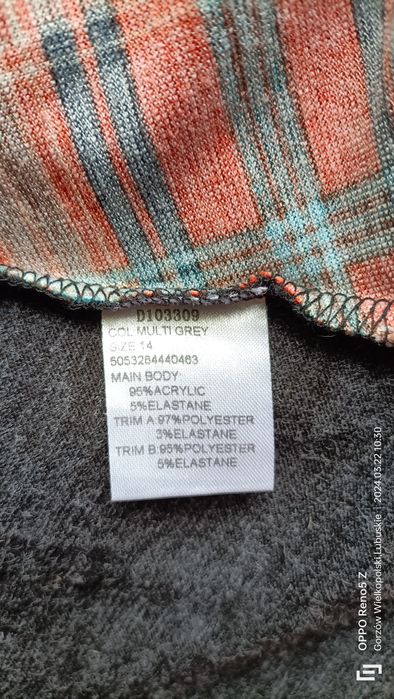 D103309
COL MULTI GREY
SIZE 14
5053284440463
MAIN BODY:
95%ACRYLIC
5%ELASTANE
TRIM A:97%POLYESTER
3%ELASTANE
TRIM B:95%POLYESTER
5%ELASTANE
OPPO Reno5 Z
Gorzów Wielkopolski,Lubuskie 2024.03.22 10:30